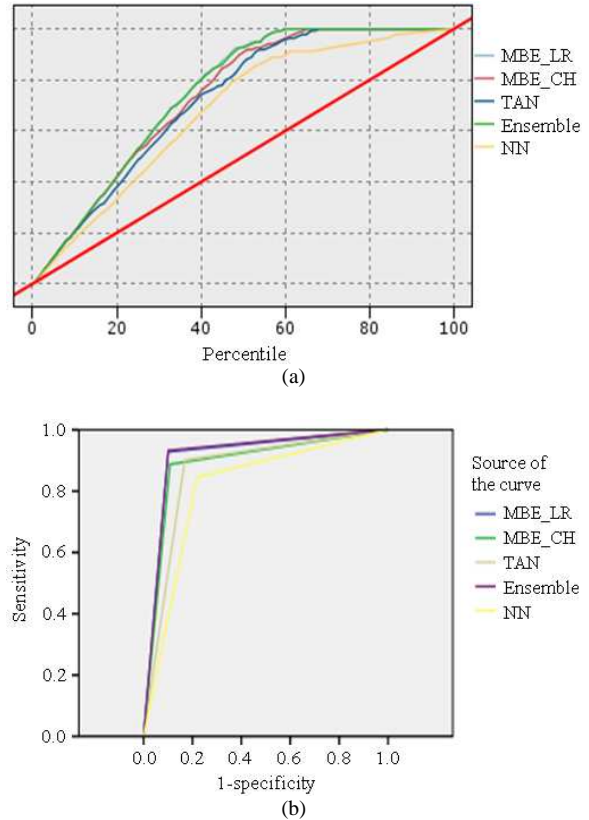 MBE_LR
MBE_CH
TAN
Ensemble
NN
0 20 40 60 80 100
Percentile
(a)
1.0
0.8
0.6
0.4
0.2
0.0
Sensitivity
0.0 0.2 0.4 0.6 0.8 1.0
1-specificity
Source of
the curve
MBE_LR
MBE_CH
TAN
Ensemble
NN
(b)